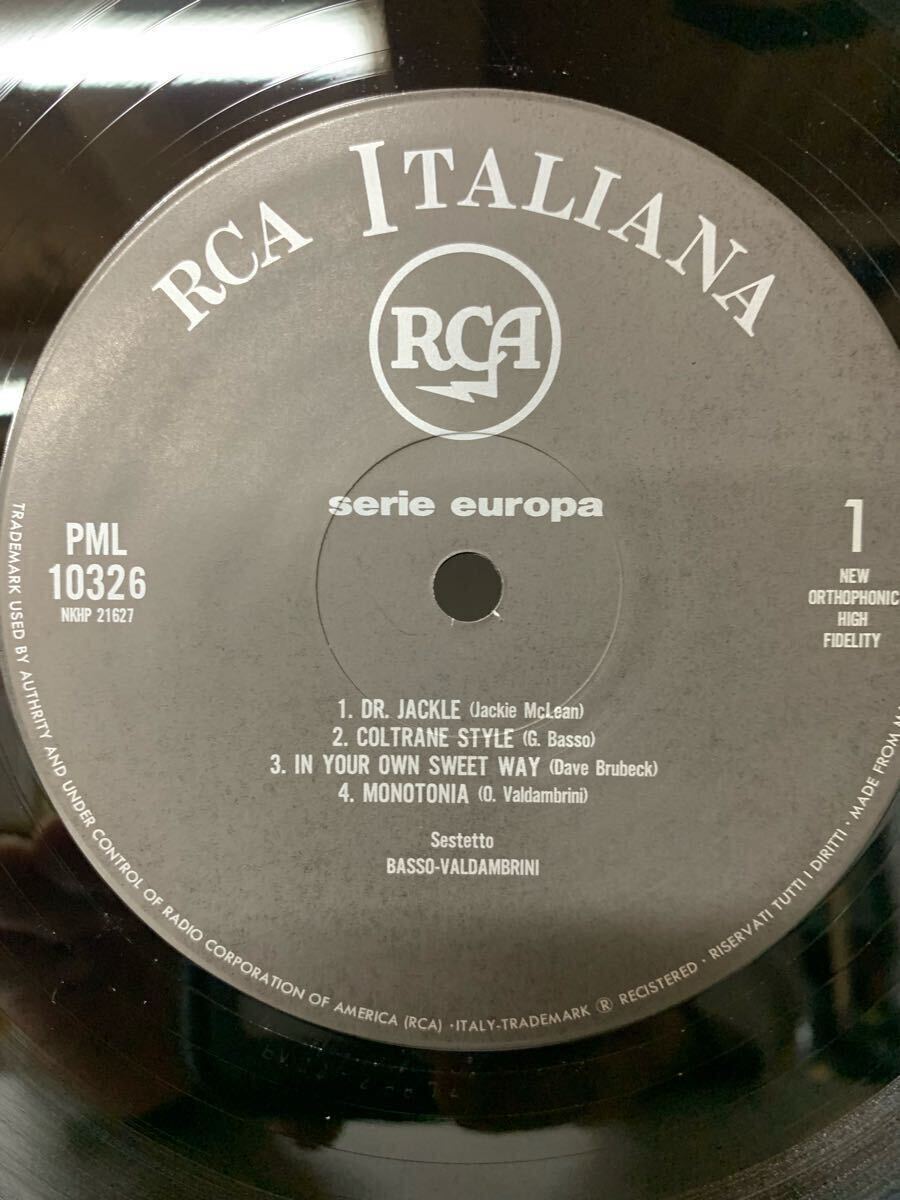 RCA ITALIANA
RCA
serie europa
PML
10326
NKHP 21627
1
NEW
ORTHOPHONIC
HIGH
FIDELITY
1. DR. JACKLE (Jackie McLean)
2. COLTRANE STYLE (G. Basso)
3. IN YOUR OWN SWEET WAY (Dave Brubeck)
4. MONOTONIA (O. Valdambrini)
Sestetto
BASSO-VALDAMBRINI
TRADEMARK USED BY AUTHRITY AND UNDER CONTROL OF RADIO CORPORATION OF AMERICA (RCA) · ITALY-TRADEMARK ® RECISTERED · RISERVATI TUTTI I DIRITTI · MADE FROM